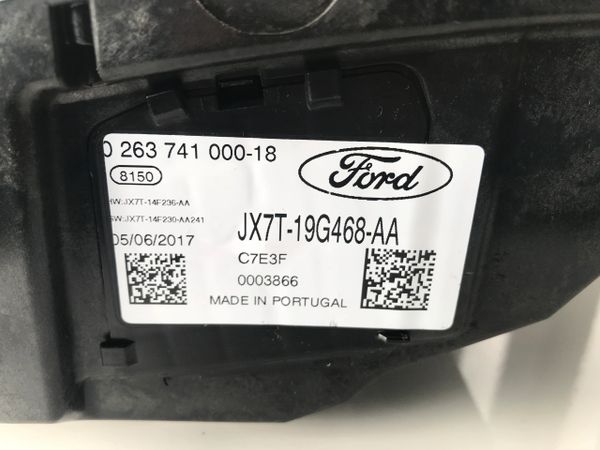 0 263 741 000-18
8150
HW:JX7T-14F236-AA
SW:JX7T-14F230-AA241
05/06/2017
Ford
JX7T-19G468-AA
C7E3F
0003866
MADE IN PORTUGAL